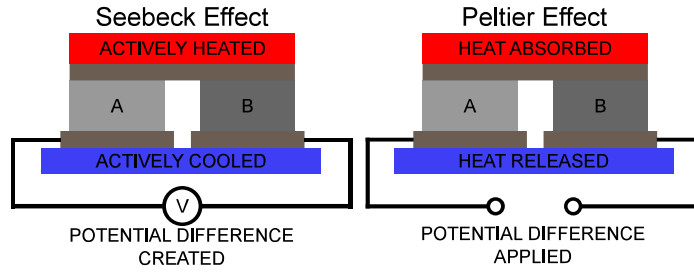 Seebeck Effect
ACTIVELY HEATED
A
B
ACTIVELY COOLED
V
POTENTIAL DIFFERENCE
CREATED
Peltier Effect
HEAT ABSORBED
A
B
HEAT RELEASED
POTENTIAL DIFFERENCE
APPLIED